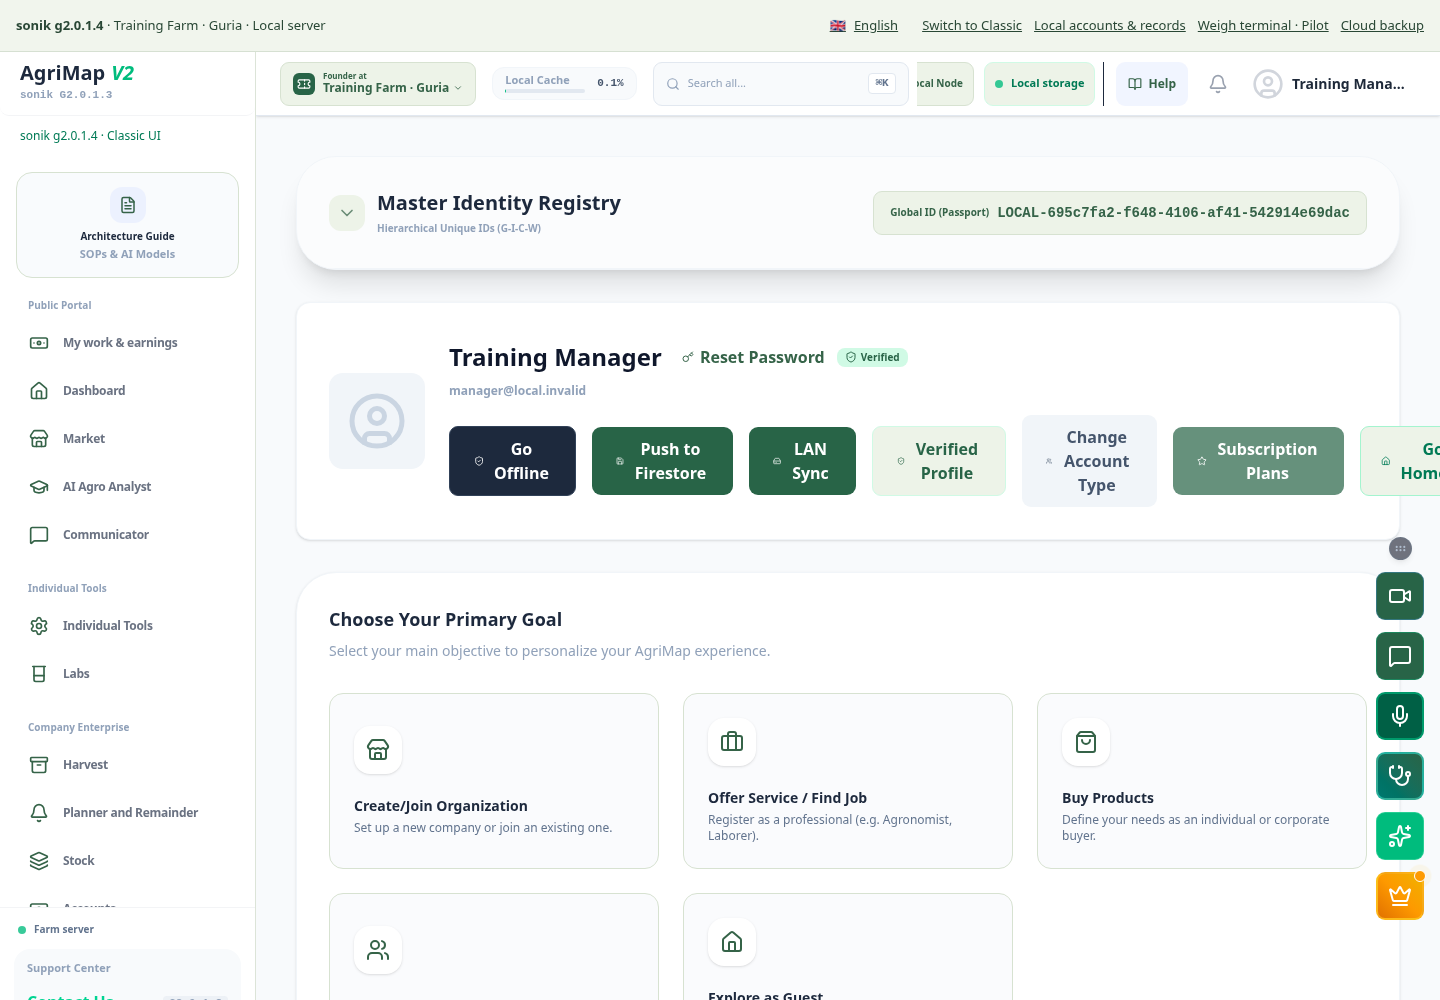 sonik g2.0.1.4 · Training Farm · Guria · Local server
English
Switch to Classic
Local accounts & records
Weigh terminal · Pilot
Cloud backup
AgriMap V2
sonik G2.0.1.3
sonik g2.0.1.4 · Classic UI
Architecture Guide
SOPs & AI Models
Public Portal
My work & earnings
Dashboard
Market
AI Agro Analyst
Communicator
Individual Tools
Individual Tools
Labs
Company Enterprise
Harvest
Planner and Remainder
Stock
Farm server
Support Center
Contact Us
Founder at
Training Farm · Guria
Local Cache
0.1%
Search all...
⌘K
Node
Local storage
Help
Training Mana...
Master Identity Registry
Hierarchical Unique IDs (G-I-C-W)
Global ID (Passport)
LOCAL-695c7fa2-f648-4106-af41-542914e69dac
Training Manager
Reset Password
Verified
manager@local.invalid
Go
Offline
Push to
Firestore
LAN
Sync
Verified
Profile
Change
Account
Type
Subscription
Plans
Choose Your Primary Goal
Select your main objective to personalize your AgriMap experience.
Create/Join Organization
Set up a new company or join an existing one.
Offer Service / Find Job
Register as a professional (e.g. Agronomist,
Laborer).
Buy Products
Define your needs as an individual or corporate
buyer.
Explore as Guest